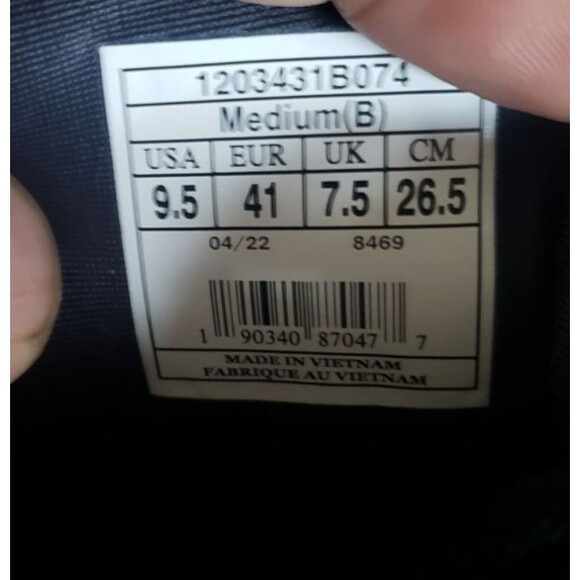 1203431B074
Medium(B)
USA EUR UK CM
9.5 41 7.5 26.5
04/22 8469
1 90340 87047 7
MADE IN VIETNAM
FABRIQUE AU VIETNAM